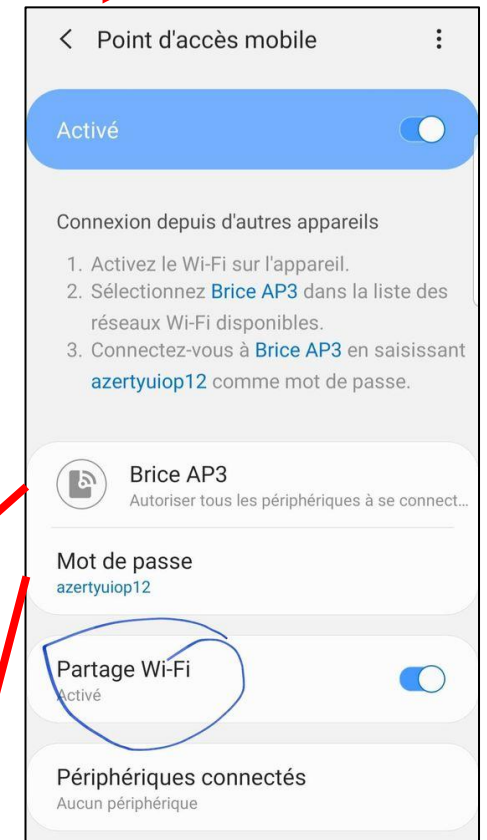 Point d'accès mobile
Activé
Connexion depuis d'autres appareils
1. Activez le Wi-Fi sur l'appareil.
2. Sélectionnez Brice AP3 dans la liste des
réseaux Wi-Fi disponibles.
3. Connectez-vous à Brice AP3 en saisissant
azertyuiop12 comme mot de passe.
Brice AP3
Autoriser tous les périphériques à se connect...
Mot de passe
azertyuiop12
Partage Wi-Fi
Activé
Périphériques connectés
Aucun périphérique